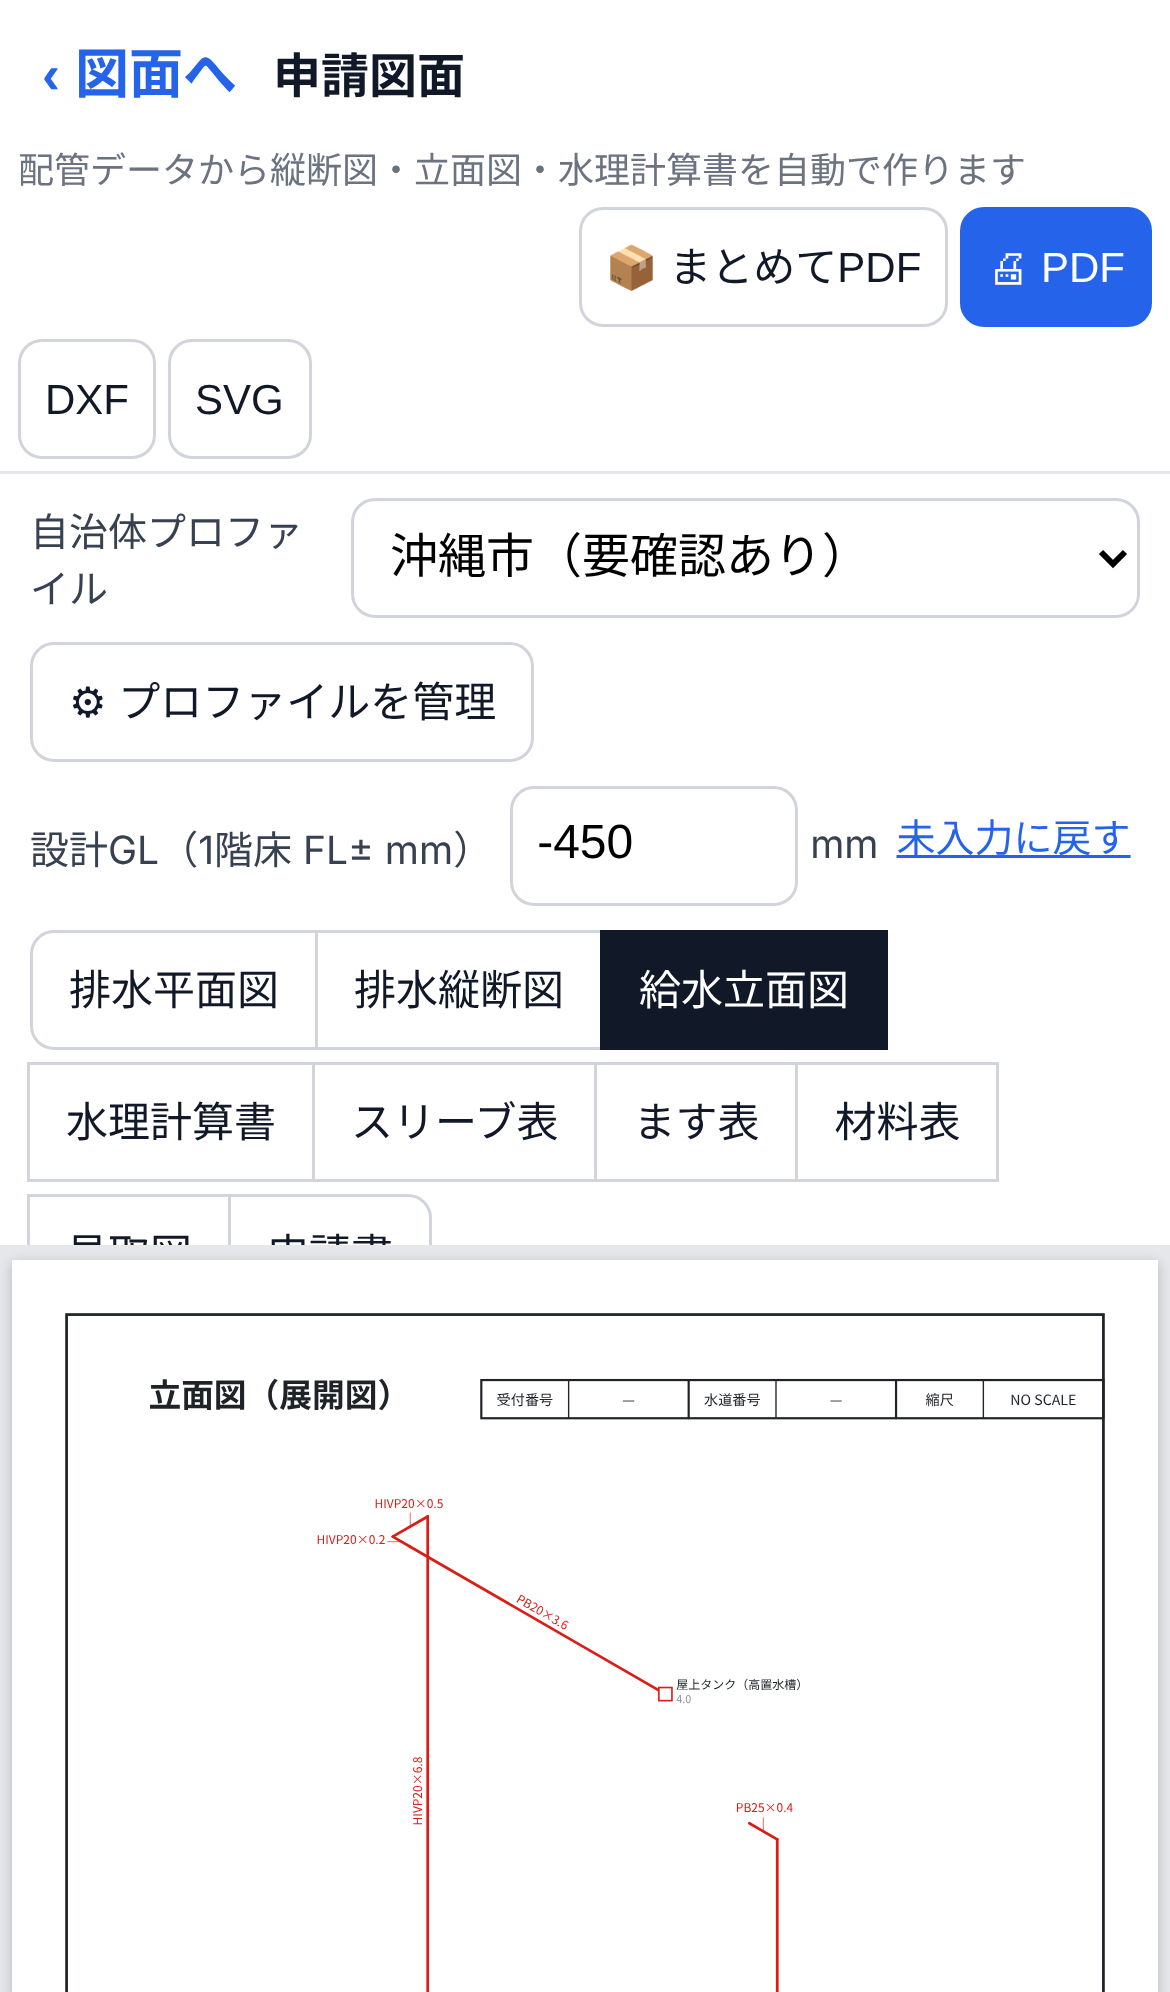 ‹ 図面へ 申請図面
配管データから縦断図・立面図・水理計算書を自動で作ります
📦 まとめてPDF 🖨 PDF
DXF SVG
自治体プロファイル 沖縄市（要確認あり）
⚙ プロファイルを管理
設計GL（1階床 FL± mm） -450 mm 未入力に戻す
排水平面図 排水縦断図 給水立面図
水理計算書 スリーブ表 ます表 材料表
申請書
立面図（展開図） 受付番号 — 水道番号 — 縮尺 NO SCALE
HIVP20×0.5
HIVP20×0.2
PB20×3.6
屋上タンク（高置水槽）
4.0
HIVP20×6.8
PB25×0.4